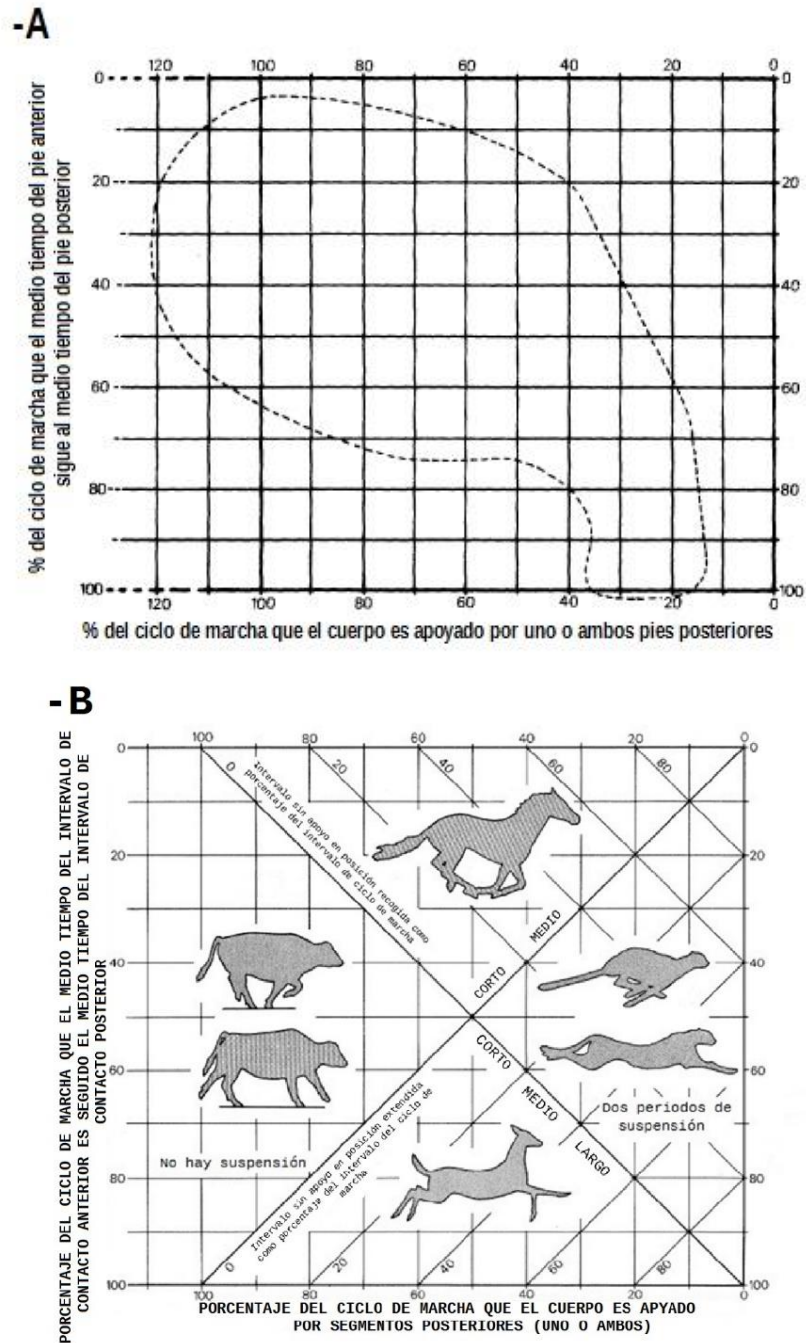 -A
120 100 80 60 40 20 0
0 0
20 20
40 40
60 60
80 80
100 100
120 100 80 60 40 20 0
% del ciclo de marcha que el medio tiempo del pie anterior
sigue al medio tiempo del pie posterior
% del ciclo de marcha que el cuerpo es apoyado por uno o ambos pies posteriores
-B
PORCENTAJE DEL CICLO DE MARCHA QUE EL MEDIO TIEMPO DEL INTERVALO DE
CONTACTO ANTERIOR ES SEGUIDO EL MEDIO TIEMPO DEL INTERVALO DE
CONTACTO POSTERIOR
100 80 60 40 20 0
0 0
0 20 40 60 80
Intervalo sin apoyo en posición recogida como
porcentaje del intervalo de ciclo de marcha
20 20
40 40
CORTO MEDIO
60 60
CORTO MEDIO LARGO
Dos periodos de
suspensión
No hay suspensión
Intervalo sin apoyo en posición extendida
como porcentaje del intervalo del ciclo de
marcha
80 80
0 20 40 60 80
100 100
100 80 60 40 20 0
PORCENTAJE DEL CICLO DE MARCHA QUE EL CUERPO ES APYADO
POR SEGMENTOS POSTERIORES (UNO O AMBOS)